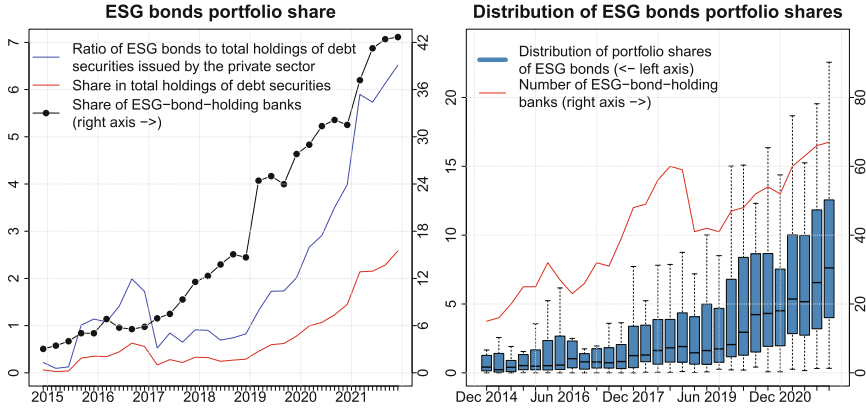 ESG bonds portfolio share
Ratio of ESG bonds to total holdings of debt
securities issued by the private sector
Share in total holdings of debt securities
Share of ESG−bond−holding banks
(right axis −>)
7
6
5
4
3
2
1
0
42
36
30
24
18
12
6
0
2015 2016 2017 2018 2019 2020 2021
Distribution of ESG bonds portfolio shares
Distribution of portfolio shares
of ESG bonds (<− left axis)
Number of ESG−bond−holding
banks (right axis −>)
20
15
10
5
0
80
60
40
20
0
Dec 2014 Jun 2016 Dec 2017 Jun 2019 Dec 2020